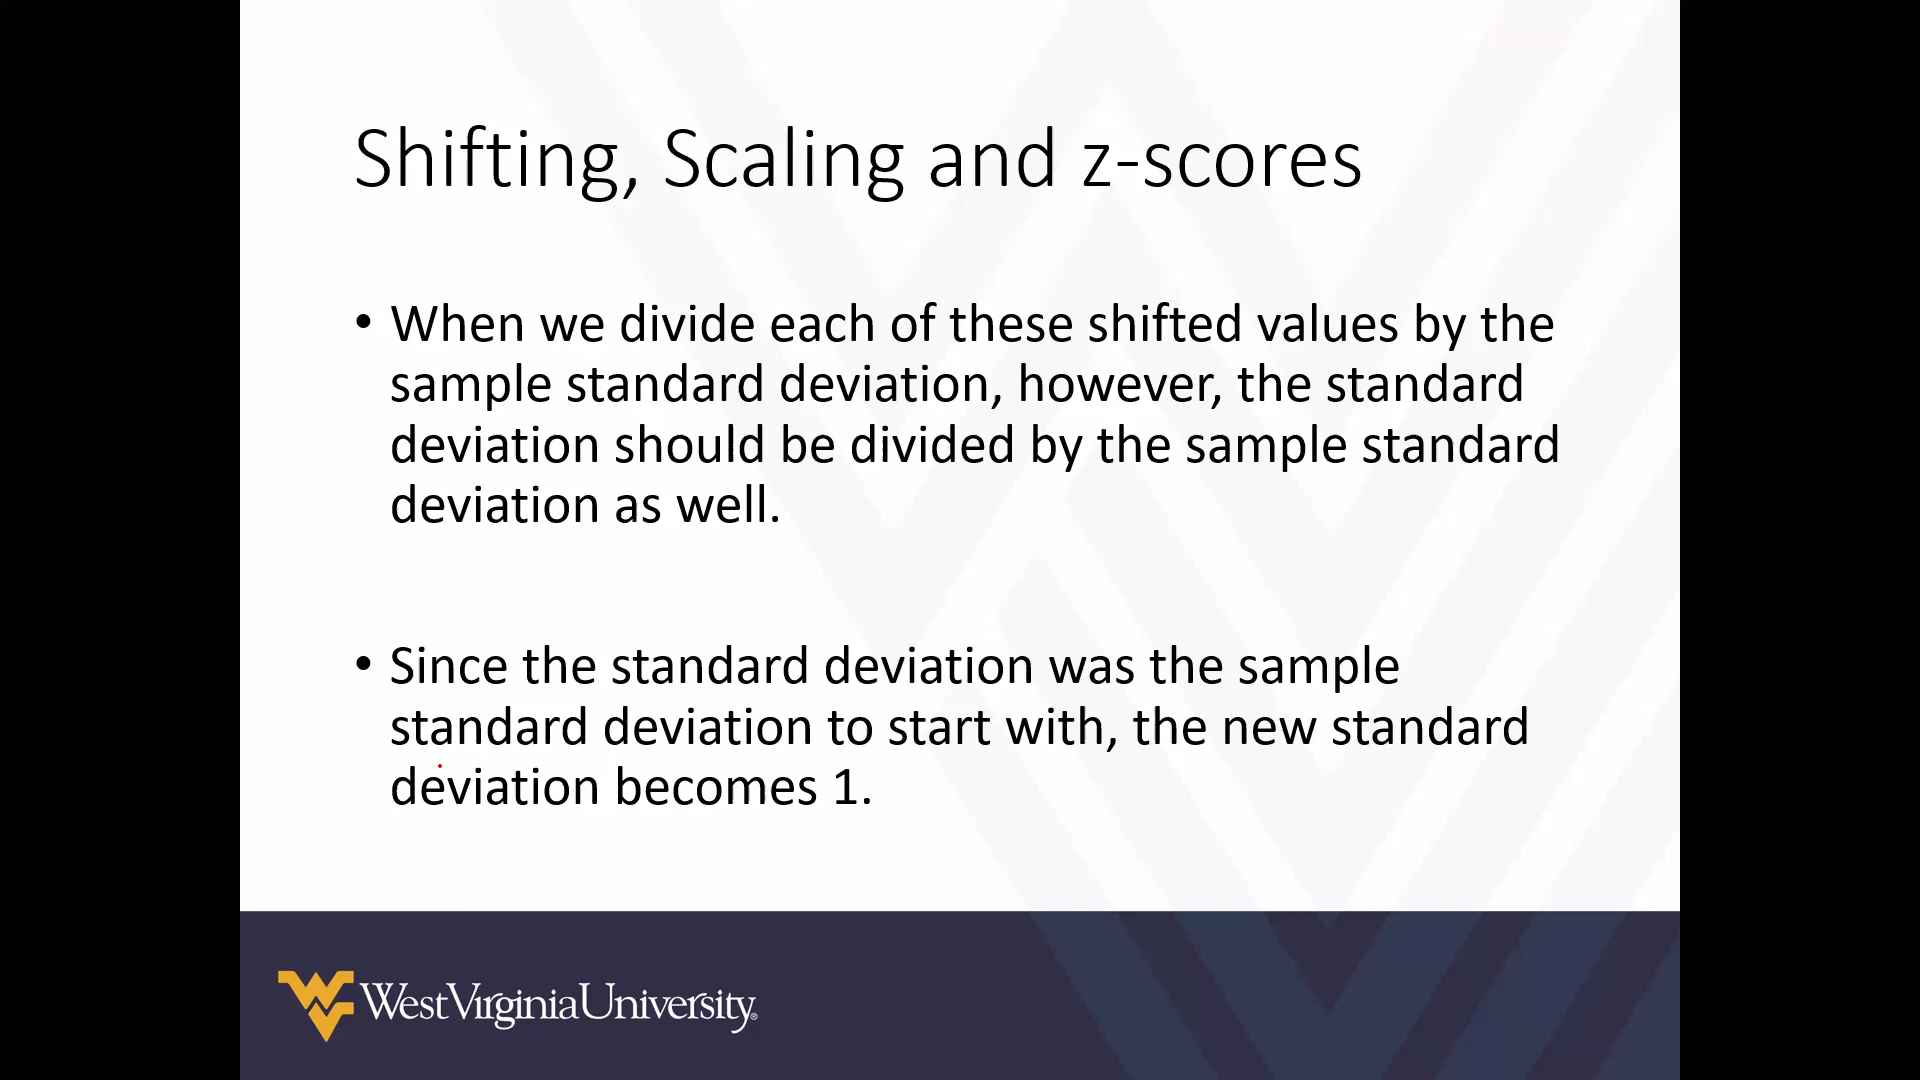 Shifting, Scaling and z-scores
• When we divide each of these shifted values by the
sample standard deviation, however, the standard
deviation should be divided by the sample standard
deviation as well.
• Since the standard deviation was the sample
standard deviation to start with, the new standard
deviation becomes 1.
WestVirginiaUniversity®